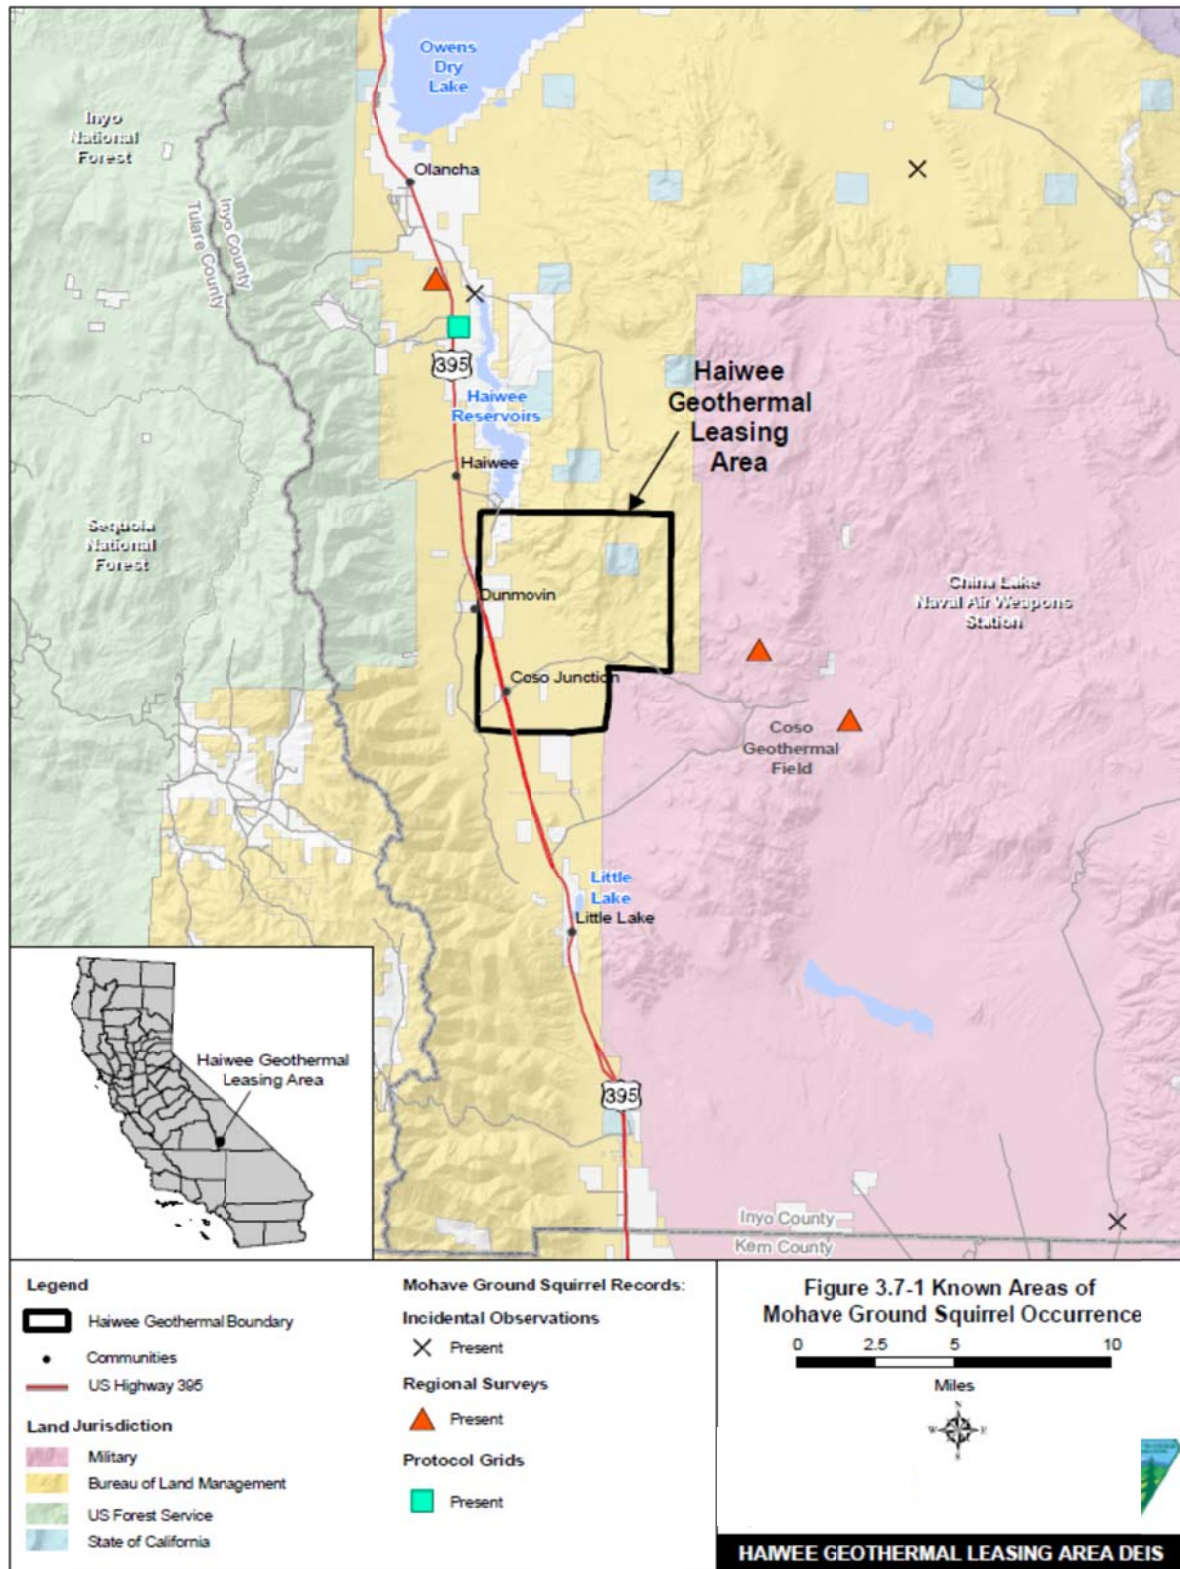 Owens
Dry
Lake
Inyo
National
Forest
Olancha
Inyo County
Tulare County
395
Haiwee
Reservoirs
Haiwee
Geothermal
Leasing
Area
Haiwee
Sequoia
National
Forest
China Lake
Naval Air Weapons
Station
Dunmovin
Coso Junction
Coso
Geothermal
Field
Little
Lake
Little Lake
395
Haiwee Geothermal
Leasing Area
Inyo County
Kern County
Legend
Haiwee Geothermal Boundary
Communities
US Highway 395
Land Jurisdiction
Military
Bureau of Land Management
US Forest Service
State of California
Mohave Ground Squirrel Records:
Incidental Observations
Present
Regional Surveys
Present
Protocol Grids
Present
Figure 3.7-1 Known Areas of
Mohave Ground Squirrel Occurrence
0 2.5 5 10
Miles
N
W E
S
HAIWEE GEOTHERMAL LEASING AREA DEIS